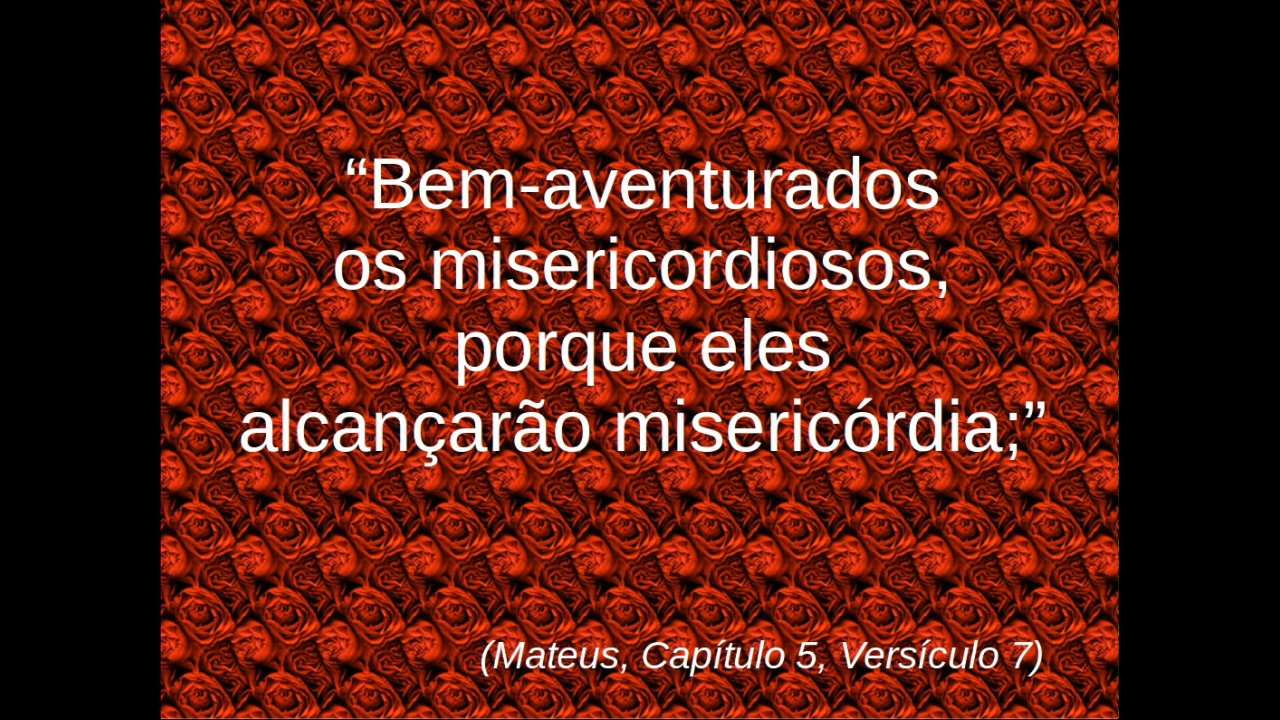 “Bem-aventurados
os misericordiosos,
porque eles
alcançarão misericórdia;”
(Mateus, Capítulo 5, Versículo 7)